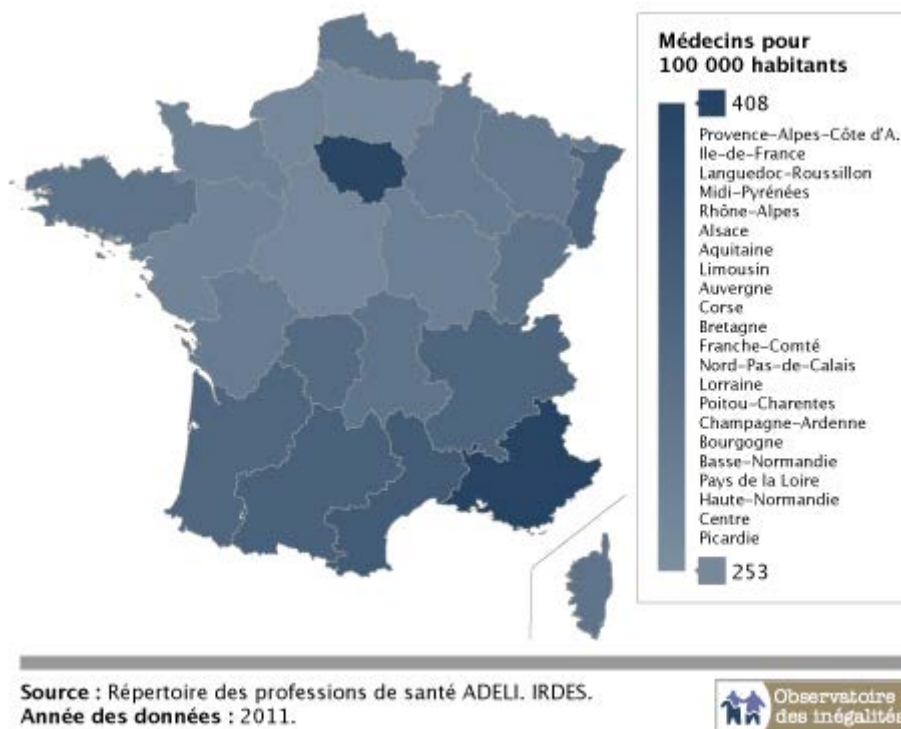 Médecins pour
100 000 habitants
408
Provence-Alpes-Côte d'A.
Ile-de-France
Languedoc-Roussillon
Midi-Pyrénées
Rhône-Alpes
Alsace
Aquitaine
Limousin
Auvergne
Corse
Bretagne
Franche-Comté
Nord-Pas-de-Calais
Lorraine
Poitou-Charentes
Champagne-Ardenne
Bourgogne
Basse-Normandie
Pays de la Loire
Haute-Normandie
Centre
Picardie
253
Source : Répertoire des professions de santé ADELI. IRDES.
Année des données : 2011.
Observatoire
des inégalités